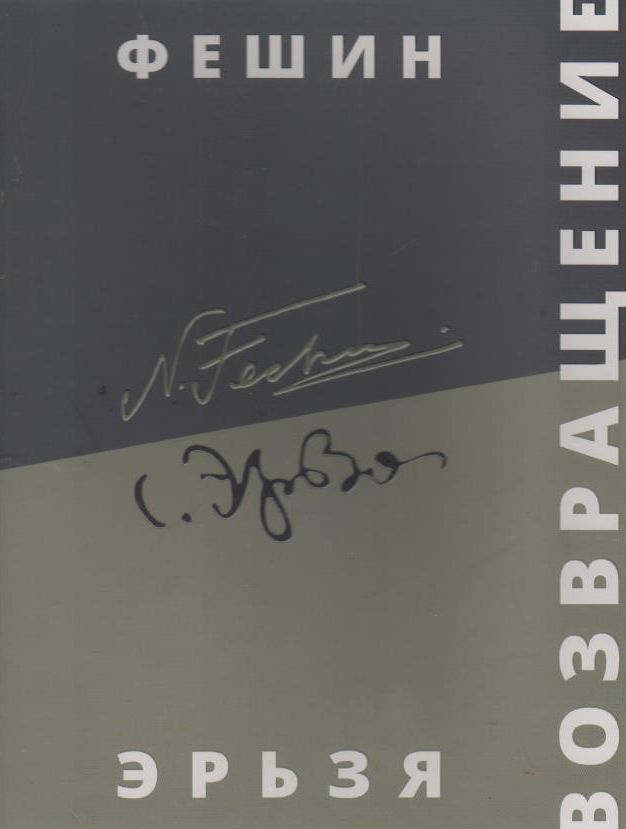 ФЕШИН
N. Fechin
С. Эрьзя
ЭРЬЗЯ
ВОЗВРАЩЕНИЕ